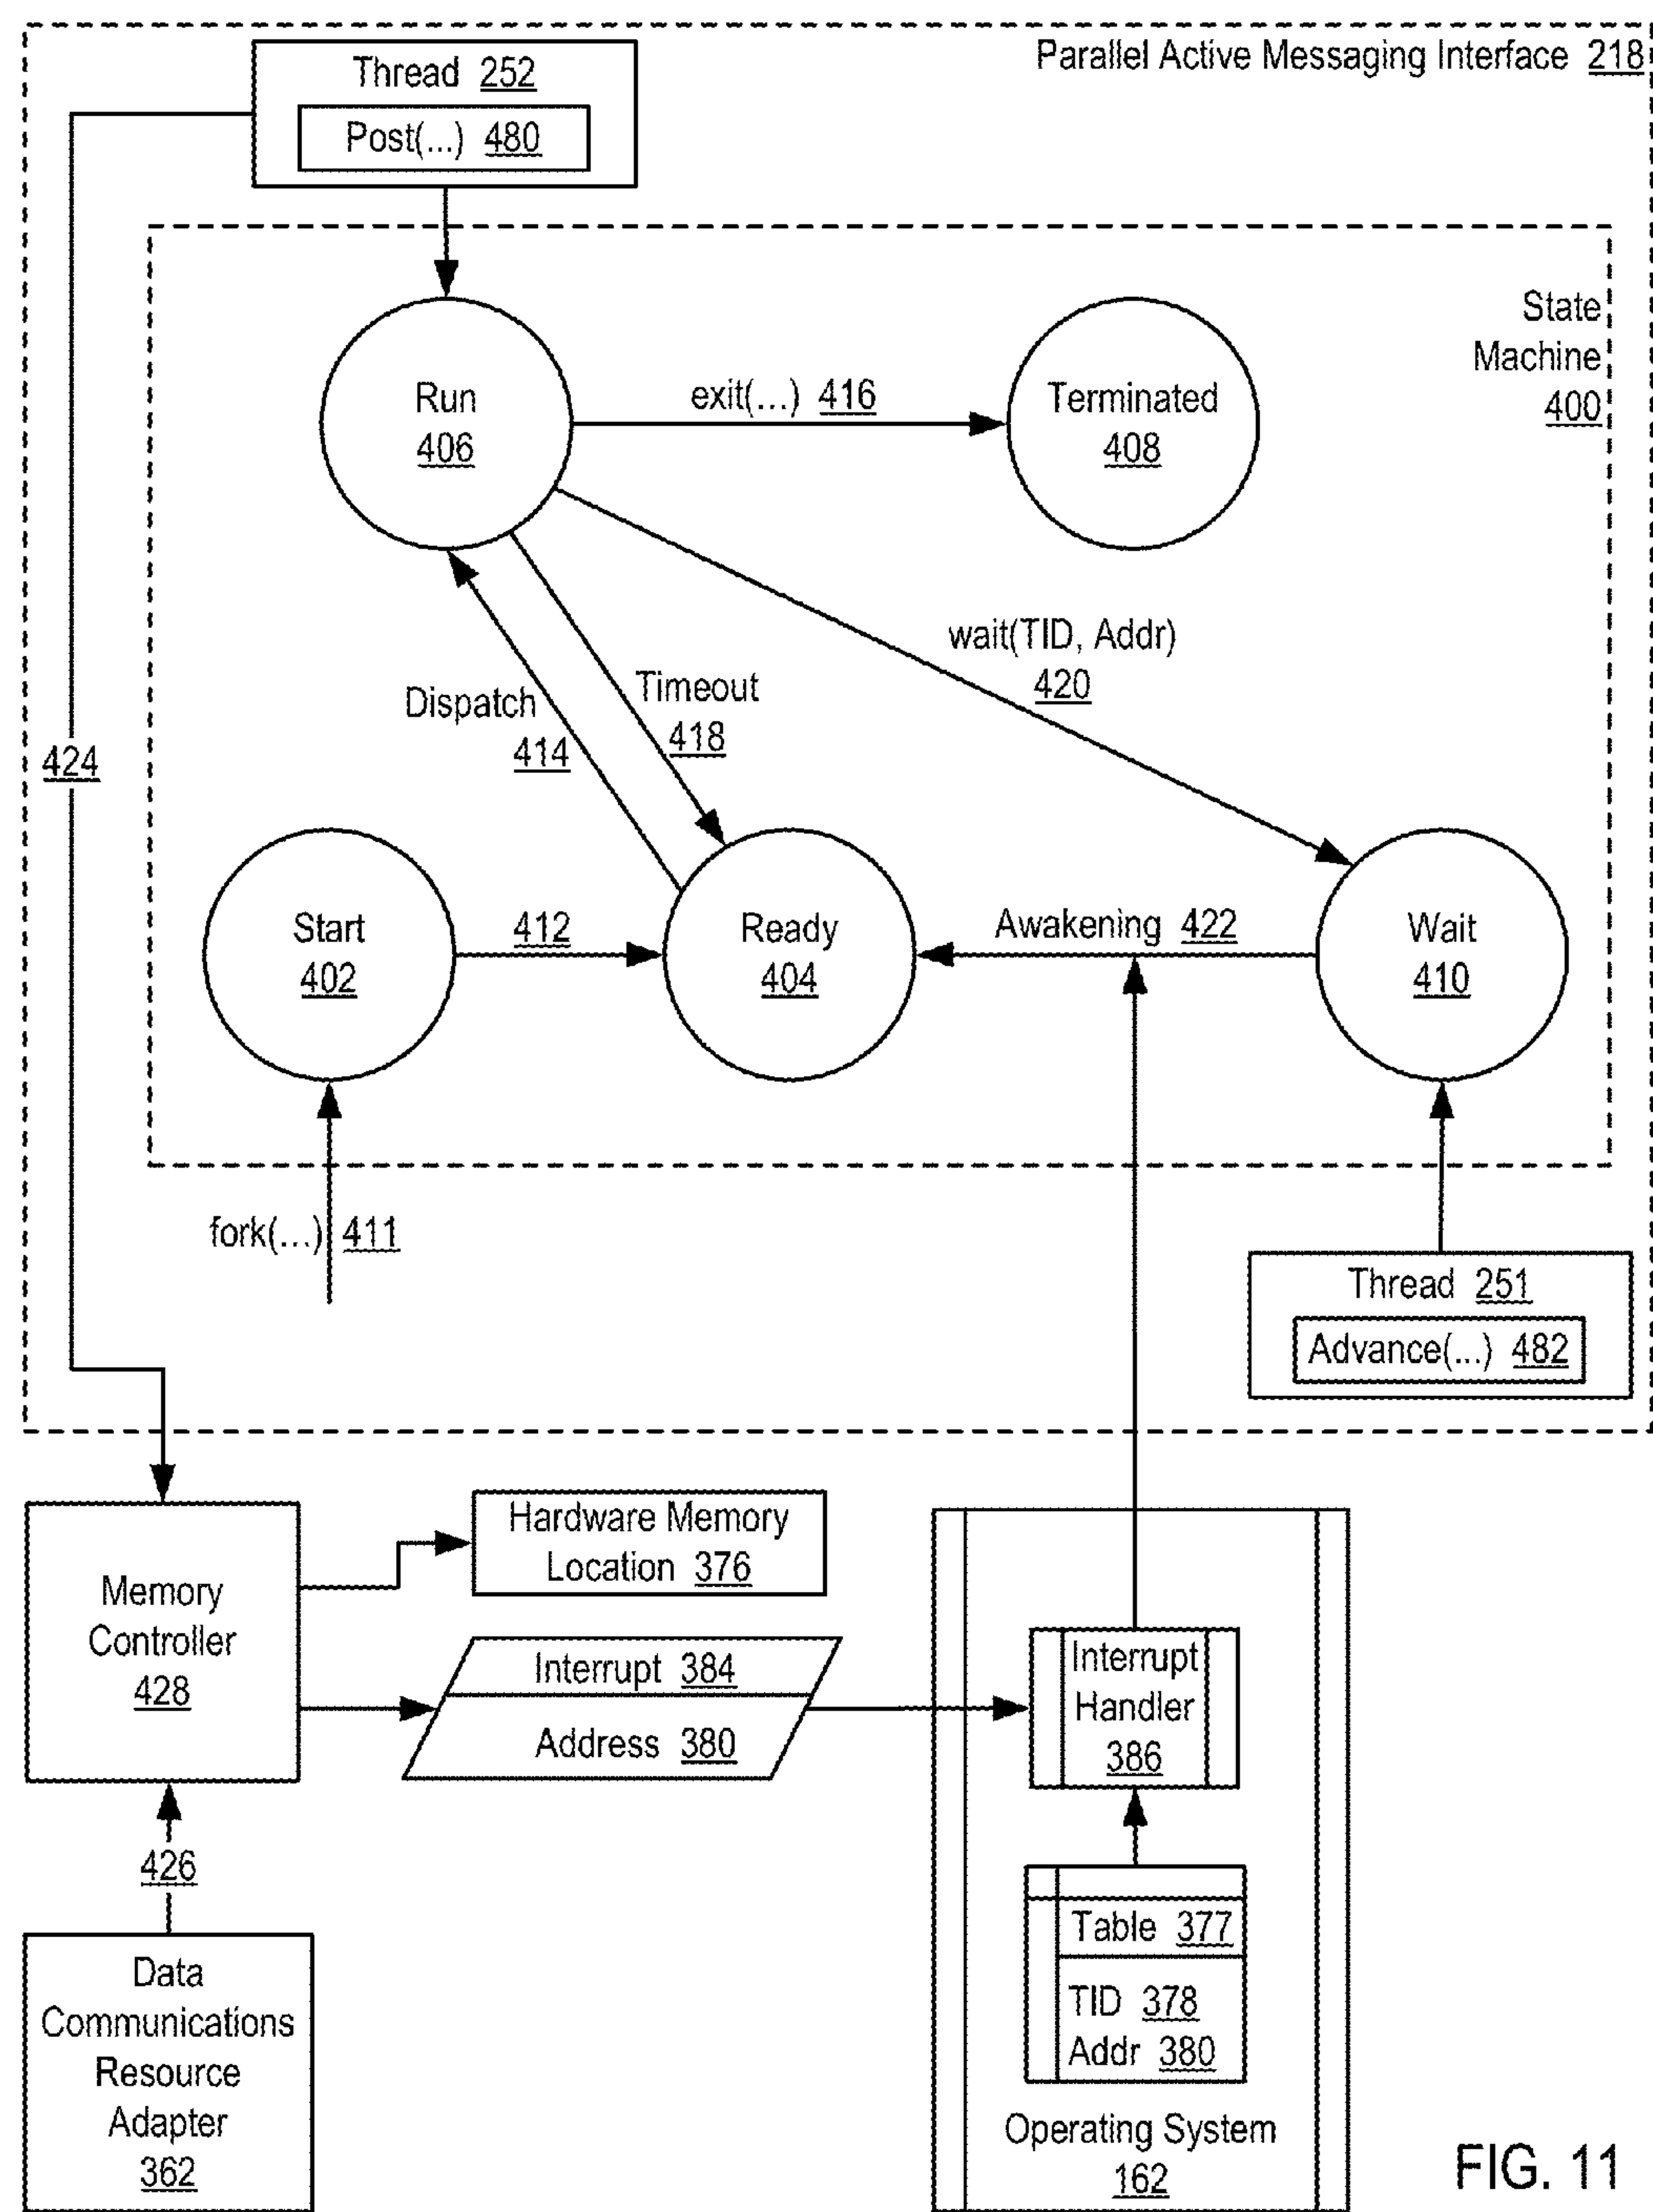 Parallel Active Messaging Interface 218
Thread 252
Post(...) 480
State
Machine
400
Run
406
exit(...) 416
Terminated
408
wait(TID, Addr)
420
Timeout
418
Dispatch
414
424
Start
402
412
Ready
404
Awakening 422
Wait
410
fork(...) 411
Thread 251
Advance(...) 482
Memory
Controller
428
Hardware Memory
Location 376
Interrupt 384
Address 380
Interrupt
Handler
386
426
Table 377
TID 378
Addr 380
Data
Communications
Resource
Adapter
362
Operating System
162
FIG. 11